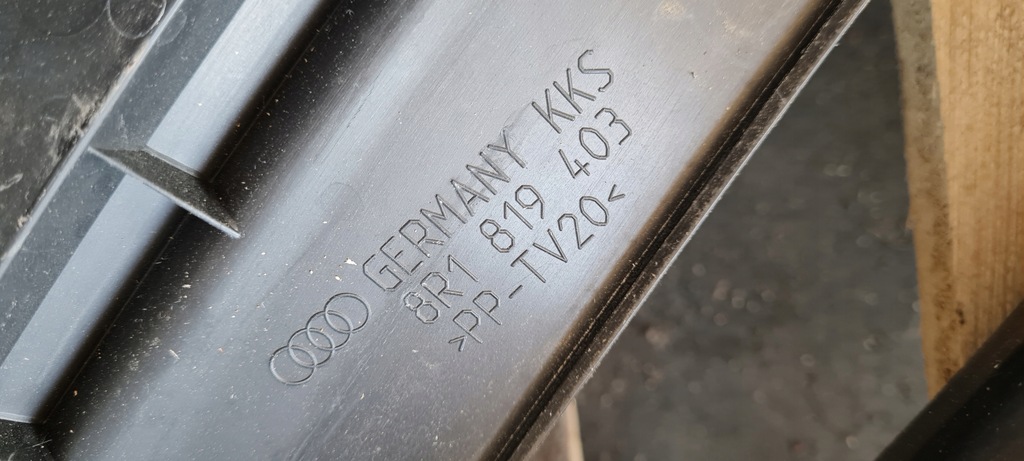 GERMANY KKS
8R1 819 403
>PP-TV20<